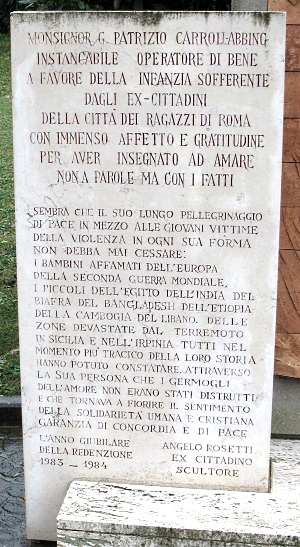 MONSIGNOR G. PATRIZIO CARROLL-ABBING
INSTANCABILE OPERATORE DI BENE
A FAVORE DELLA INFANZIA SOFFERENTE
DAGLI EX-CITTADINI
DELLA CITTÀ DEI RAGAZZI DI ROMA
CON IMMENSO AFFETTO E GRATITUDINE
PER AVER INSEGNATO AD AMARE
NON A PAROLE MA CON I FATTI
SEMBRA CHE IL SUO LUNGO PELLEGRINAGGIO
DI PACE IN MEZZO ALLE GIOVANI VITTIME
DELLA VIOLENZA IN OGNI SUA FORMA
NON DEBBA MAI CESSARE:
I BAMBINI AFFAMATI DELL'EUROPA
DELLA SECONDA GUERRA MONDIALE,
I PICCOLI DELL'EGITTO DELL'INDIA DEL
BIAFRA DEL BANGLADESH DELL'ETIOPIA
DELLA CAMBOGIA DEL LIBANO. DELLE
ZONE DEVASTATE DAL TERREMOTO
IN SICILIA E NELL'IRPINIA. TUTTI NEL
MOMENTO PIÙ TRAGICO DELLA LORO STORIA
HANNO POTUTO CONSTATARE, ATTRAVERSO
LA SUA PERSONA CHE I GERMOGLI
DELL'AMORE NON ERANO STATI DISTRUTTI
E CHE TORNAVA A FIORIRE IL SENTIMENTO
DELLA SOLIDARIETÀ UMANA E CRISTIANA
GARANZIA DI CONCORDIA E DI PACE
L'ANNO GIUBILARE ANGELO ROSETTI
DELLA REDENZIONE EX CITTADINO
1983 - 1984 SCULTORE